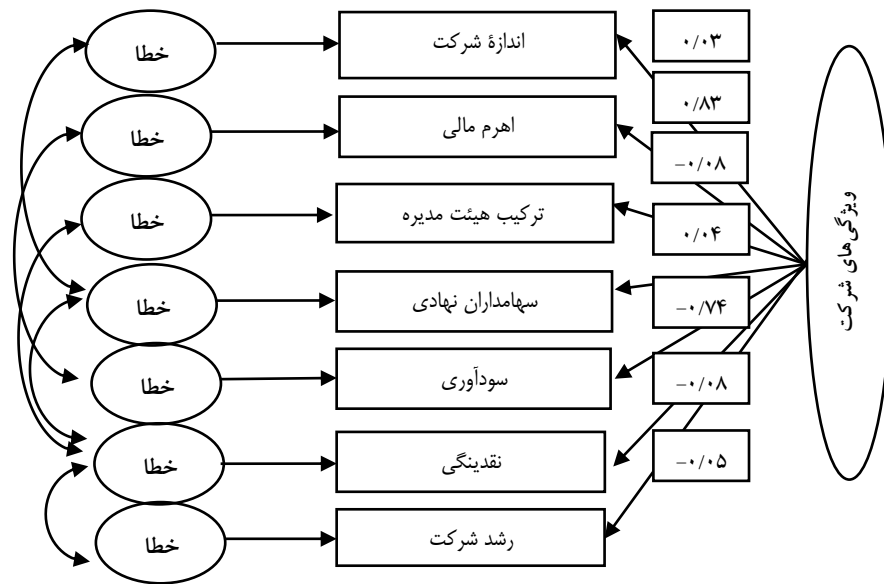 خطا
اندازۀ شرکت
۰/۰۳
خطا
اهرم مالی
۰/۸۳
خطا
ترکیب هیئت مدیره
−۰/۰۸
خطا
سهامداران نهادی
۰/۰۴
خطا
سودآوری
−۰/۷۴
خطا
نقدینگی
−۰/۰۸
خطا
رشد شرکت
−۰/۰۵
ویژگی‌های شرکت